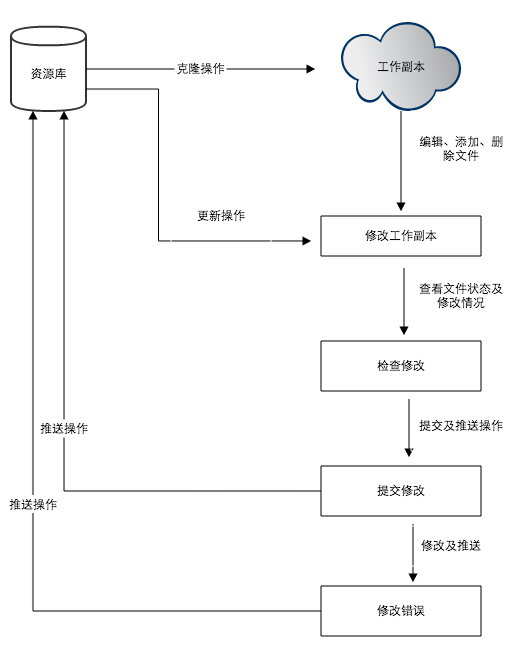 资源库
克隆操作
工作副本
编辑、添加、删
除文件
更新操作
修改工作副本
查看文件状态及
修改情况
检查修改
推送操作
提交及推送操作
提交修改
推送操作
修改及推送
修改错误